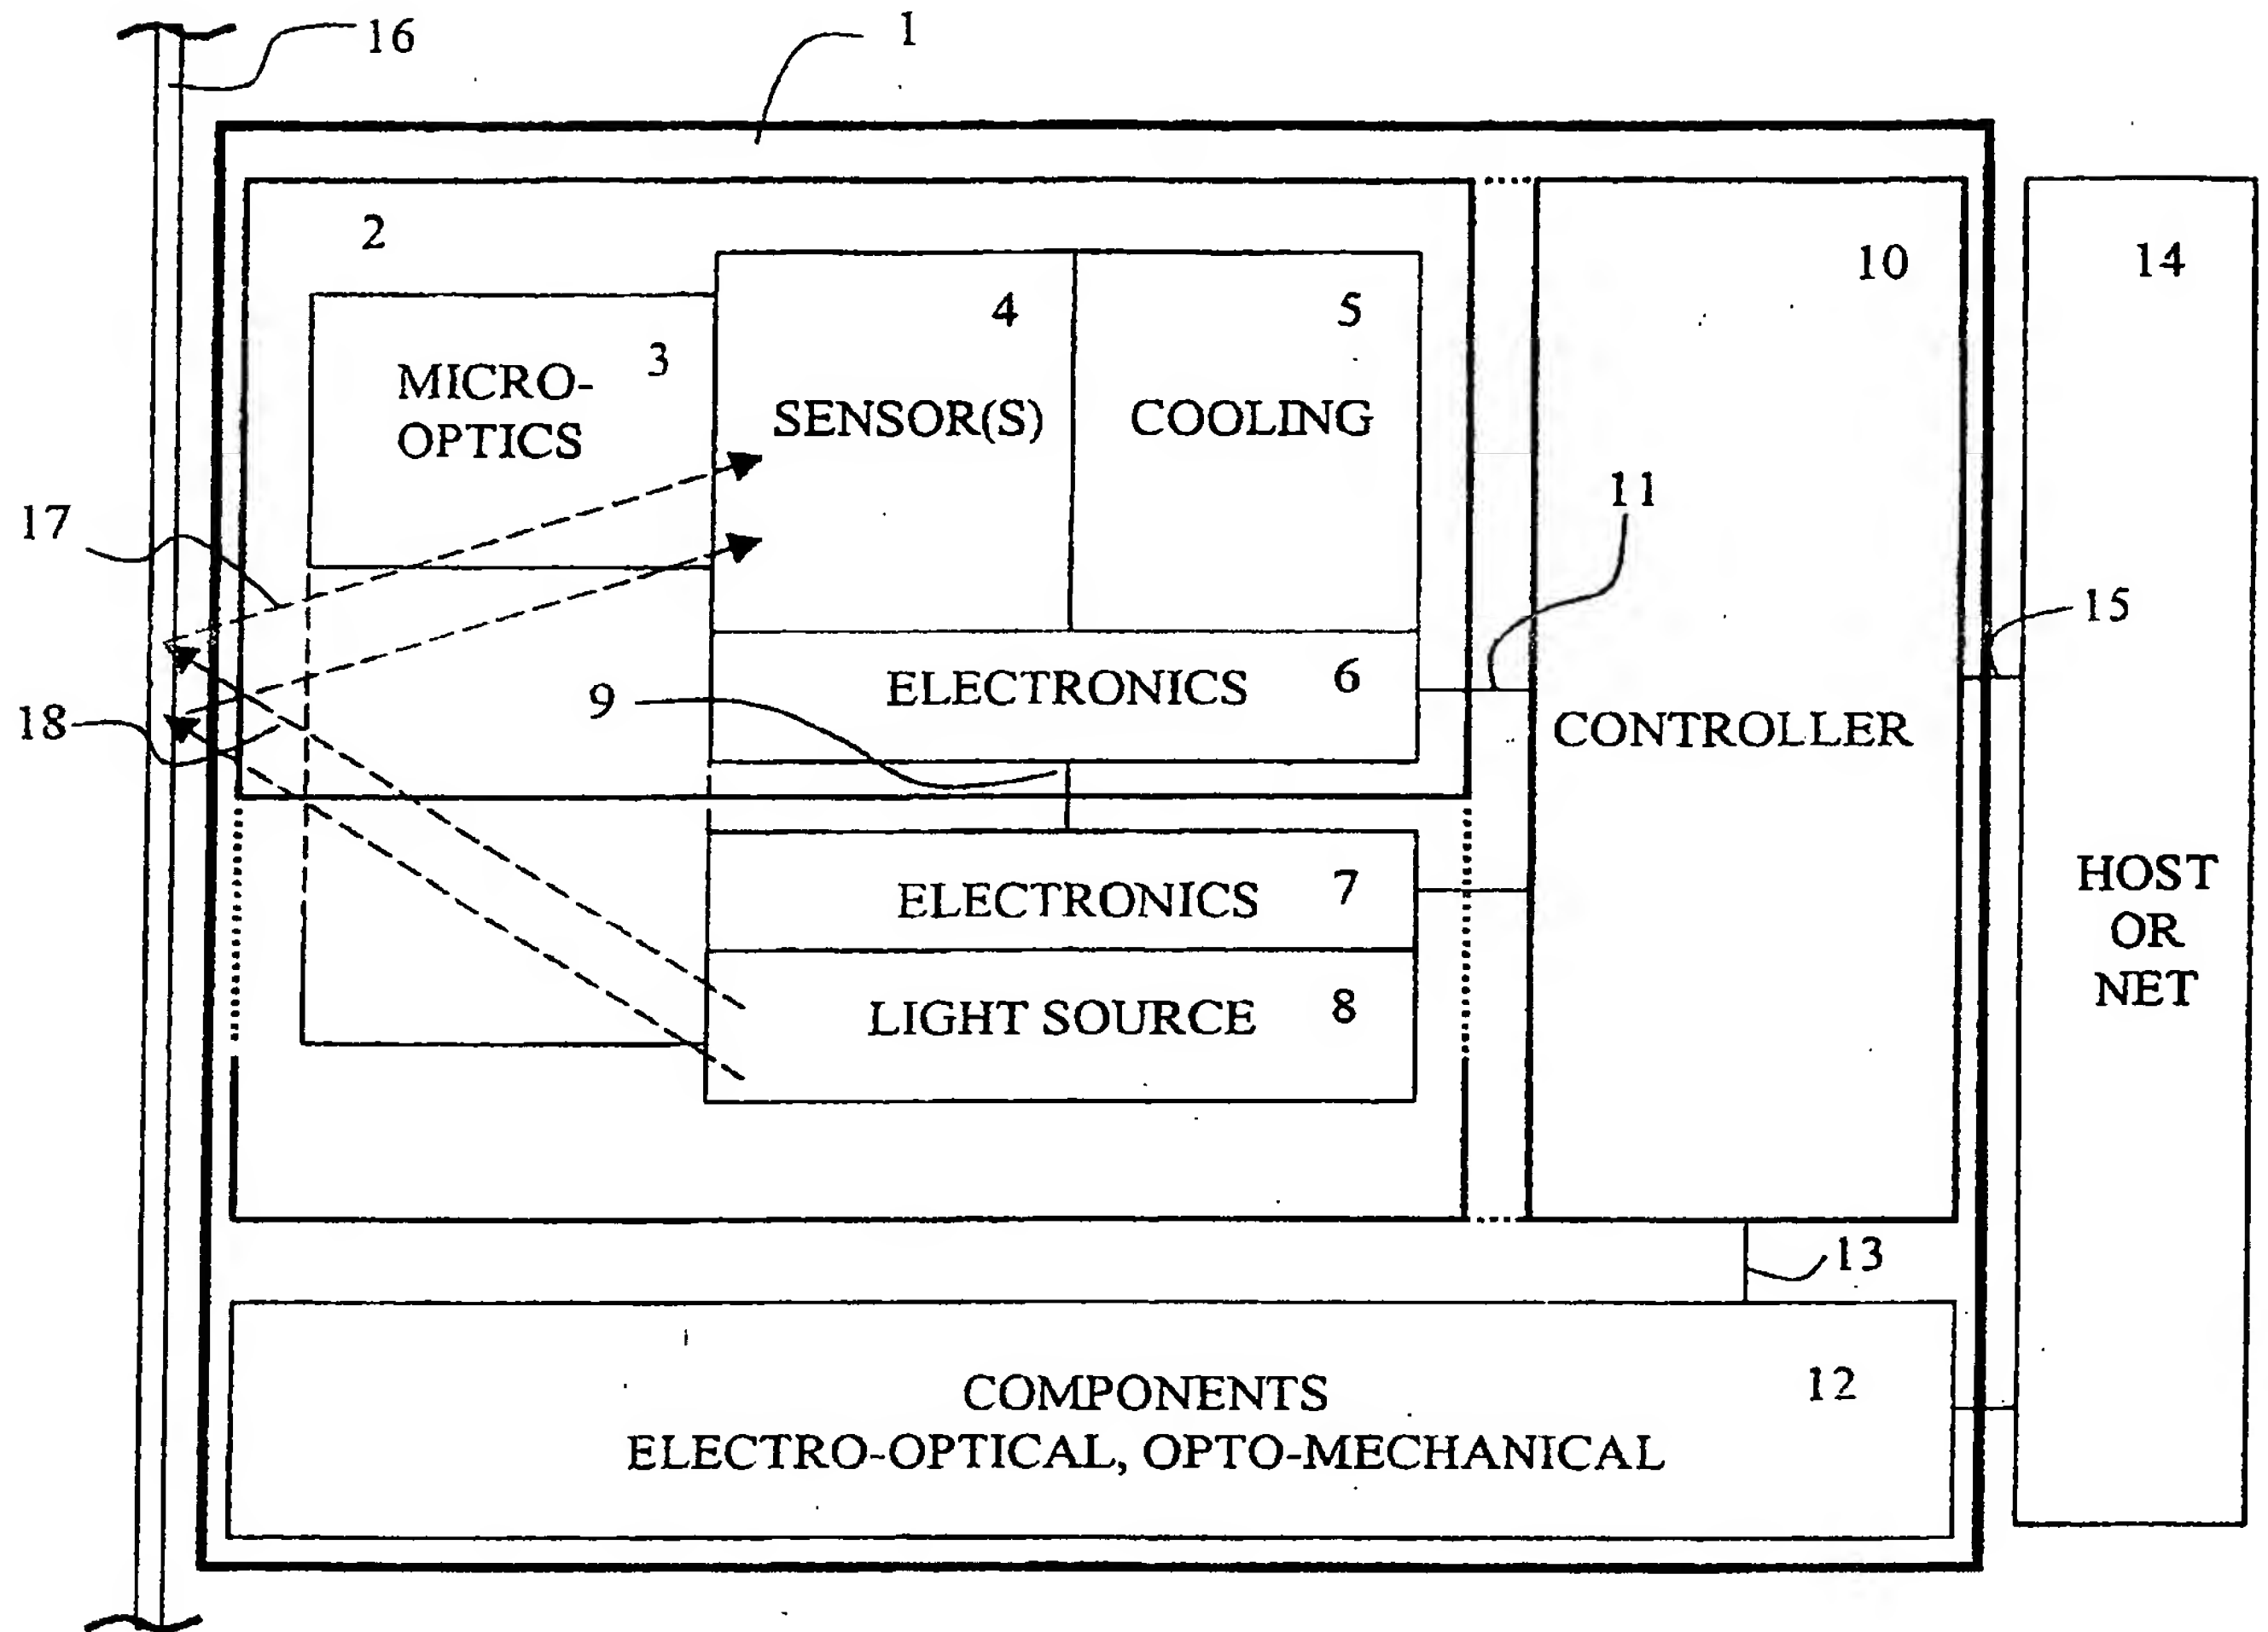 16
1
2
10
14
4
5
3
MICRO-
OPTICS
SENSOR(S)
COOLING
11
17
15
6
ELECTRONICS
9
18
CONTROLLER
7
ELECTRONICS
HOST
OR
NET
8
LIGHT SOURCE
13
12
COMPONENTS
ELECTRO-OPTICAL, OPTO-MECHANICAL